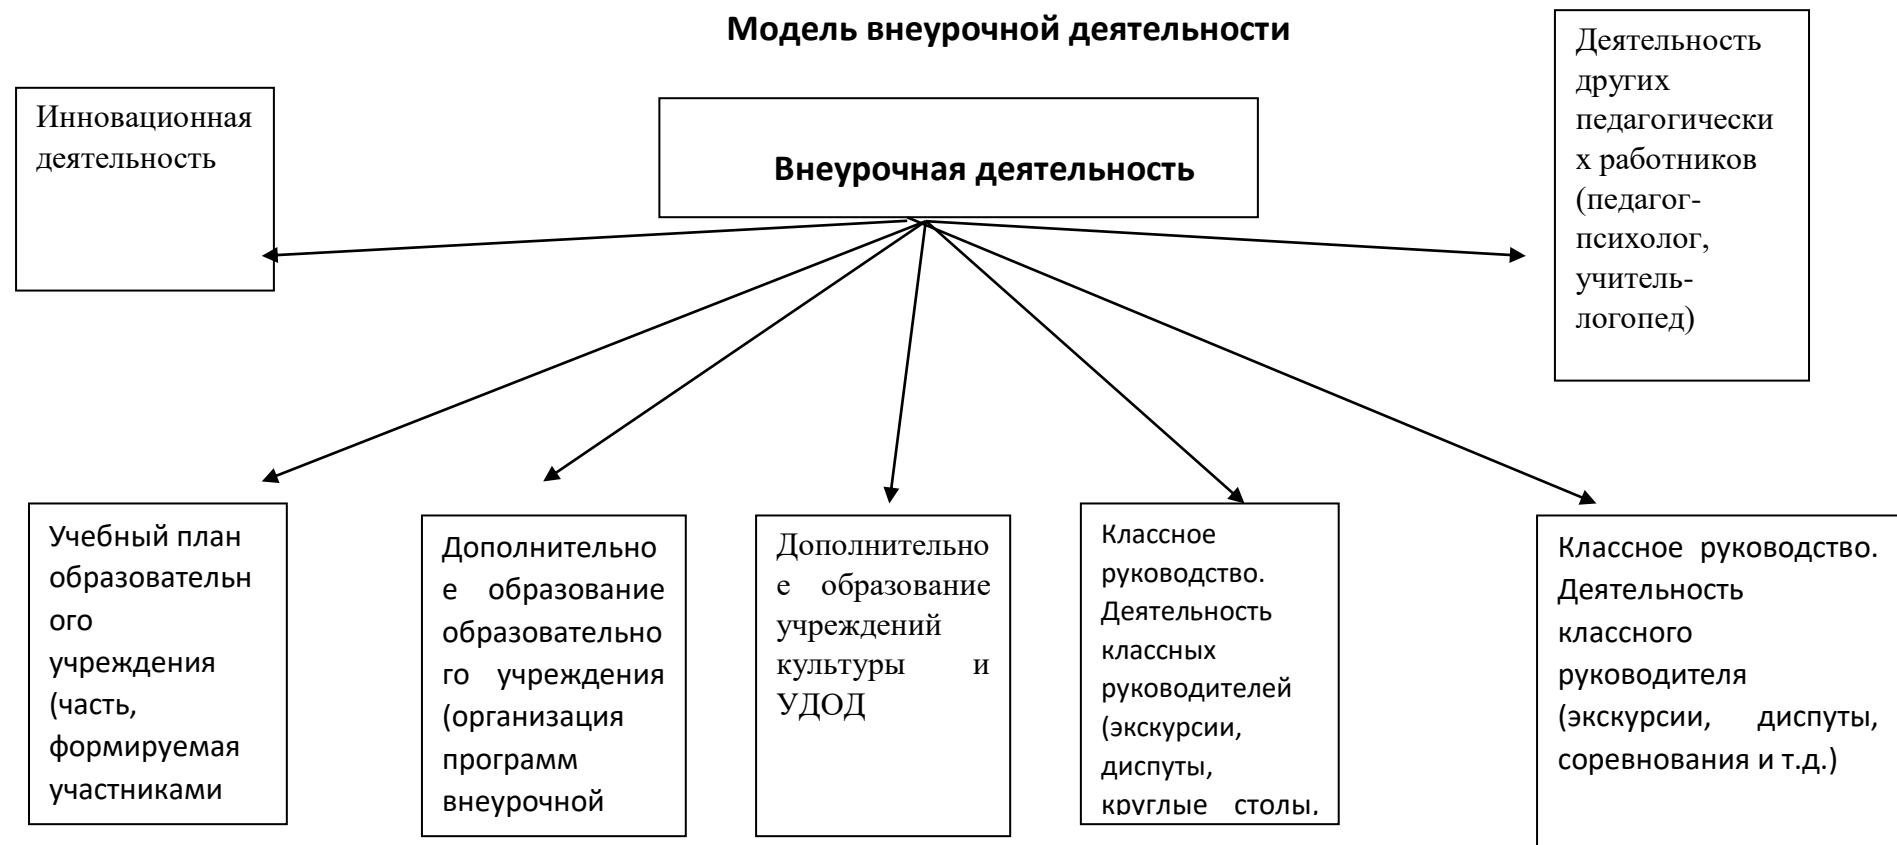 Модель внеурочной деятельности
Инновационная
деятельность
Внеурочная деятельность
Деятельность
других
педагогически
х работников
(педагог-
психолог,
учитель-
логопед)
Учебный план
образовательн
ого
учреждения
(часть,
формируемая
участниками
Дополнительно
е образование
образовательно
го учреждения
(организация
программ
внеурочной
Дополнительно
е образование
учреждений
культуры и
УДОД
Классное
руководство.
Деятельность
классных
руководителей
(экскурсии,
диспуты,
круглые столы,
Классное руководство.
Деятельность
классного
руководителя
(экскурсии, диспуты,
соревнования и т.д.)